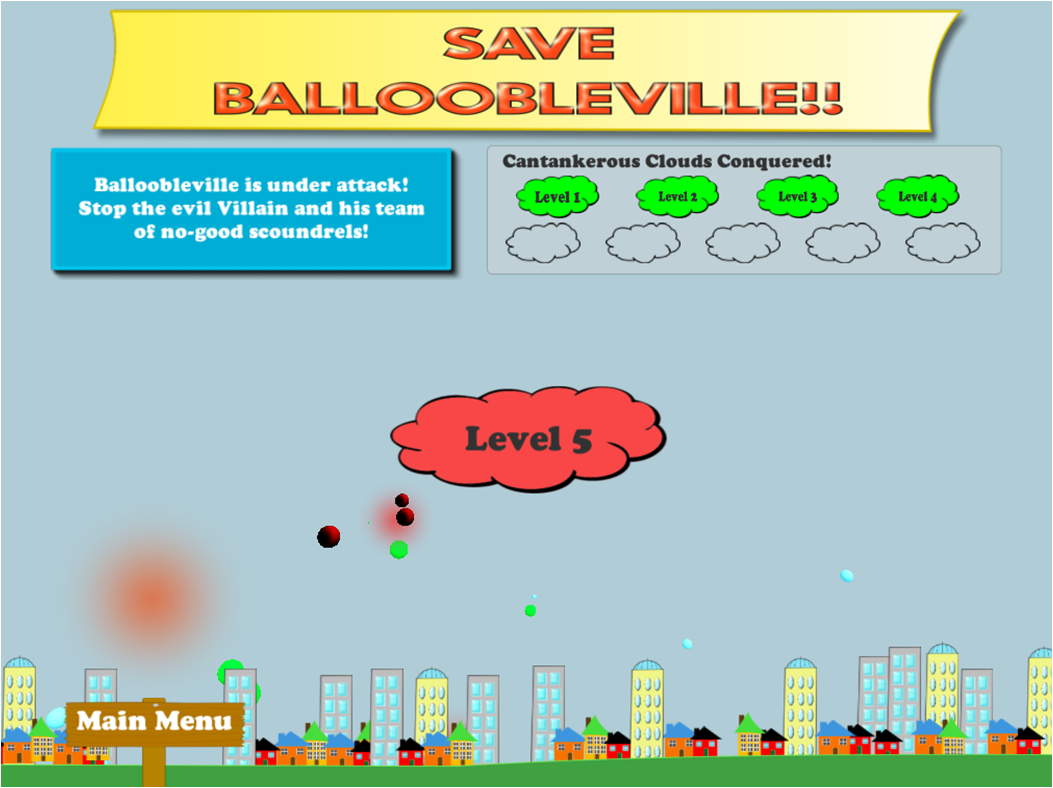 SAVE
BALLOOBLEVILLE!!
Balloobleville is under attack!
Stop the evil Villain and his team
of no-good scoundrels!
Cantankerous Clouds Conquered!
Level 1
Level 2
Level 3
Level 4
Level 5
Main Menu